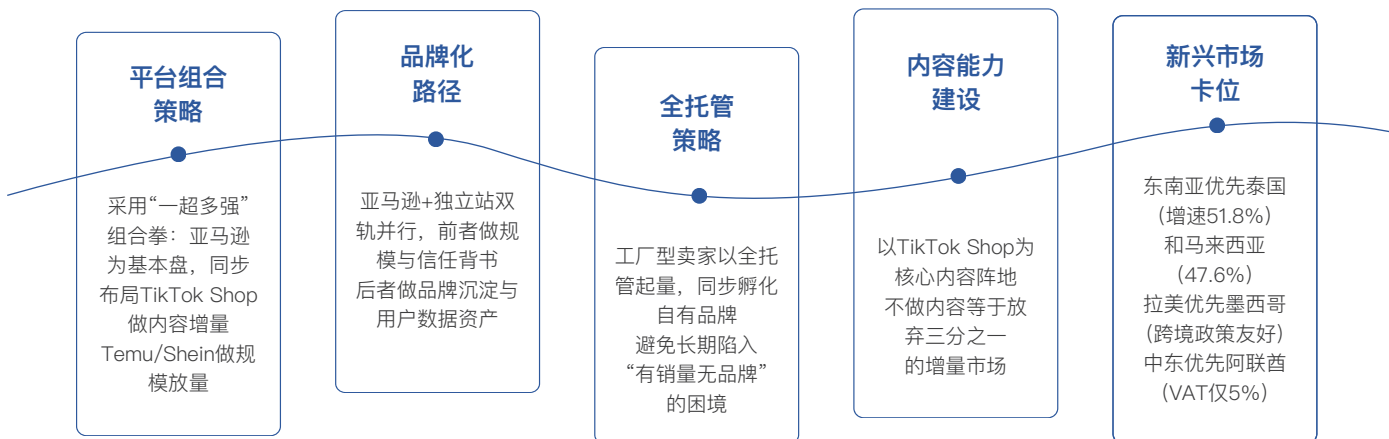 平台组合
策略
采用“一超多强”
组合拳：亚马逊
为基本盘，同步
布局TikTok Shop
做内容增量
Temu/Shein做规
模放量
品牌化
路径
亚马逊+独立站双
轨并行，前者做规
模与信任背书
后者做品牌沉淀与
用户数据资产
全托管
策略
工厂型卖家以全托
管起量，同步孵化
自有品牌
避免长期陷入
“有销量无品牌”
的困境
内容能力
建设
以TikTok Shop为
核心内容阵地
不做内容等于放
弃三分之一
的增量市场
新兴市场
卡位
东南亚优先泰国
（增速51.8%）
和马来西亚
（47.6%）
拉美优先墨西哥
（跨境政策友好）
中东优先阿联酋
（VAT仅5%）